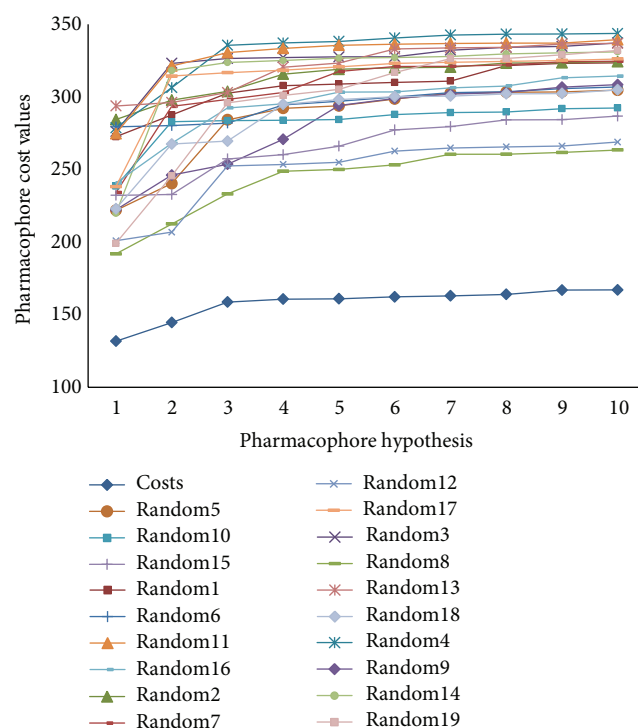 350
300
250
200
150
100
Pharmacophore cost values
1 2 3 4 5 6 7 8 9 10
Pharmacophore hypothesis
Costs
Random5
Random10
Random15
Random1
Random6
Random11
Random16
Random2
Random7
Random12
Random17
Random3
Random8
Random13
Random18
Random4
Random9
Random14
Random19